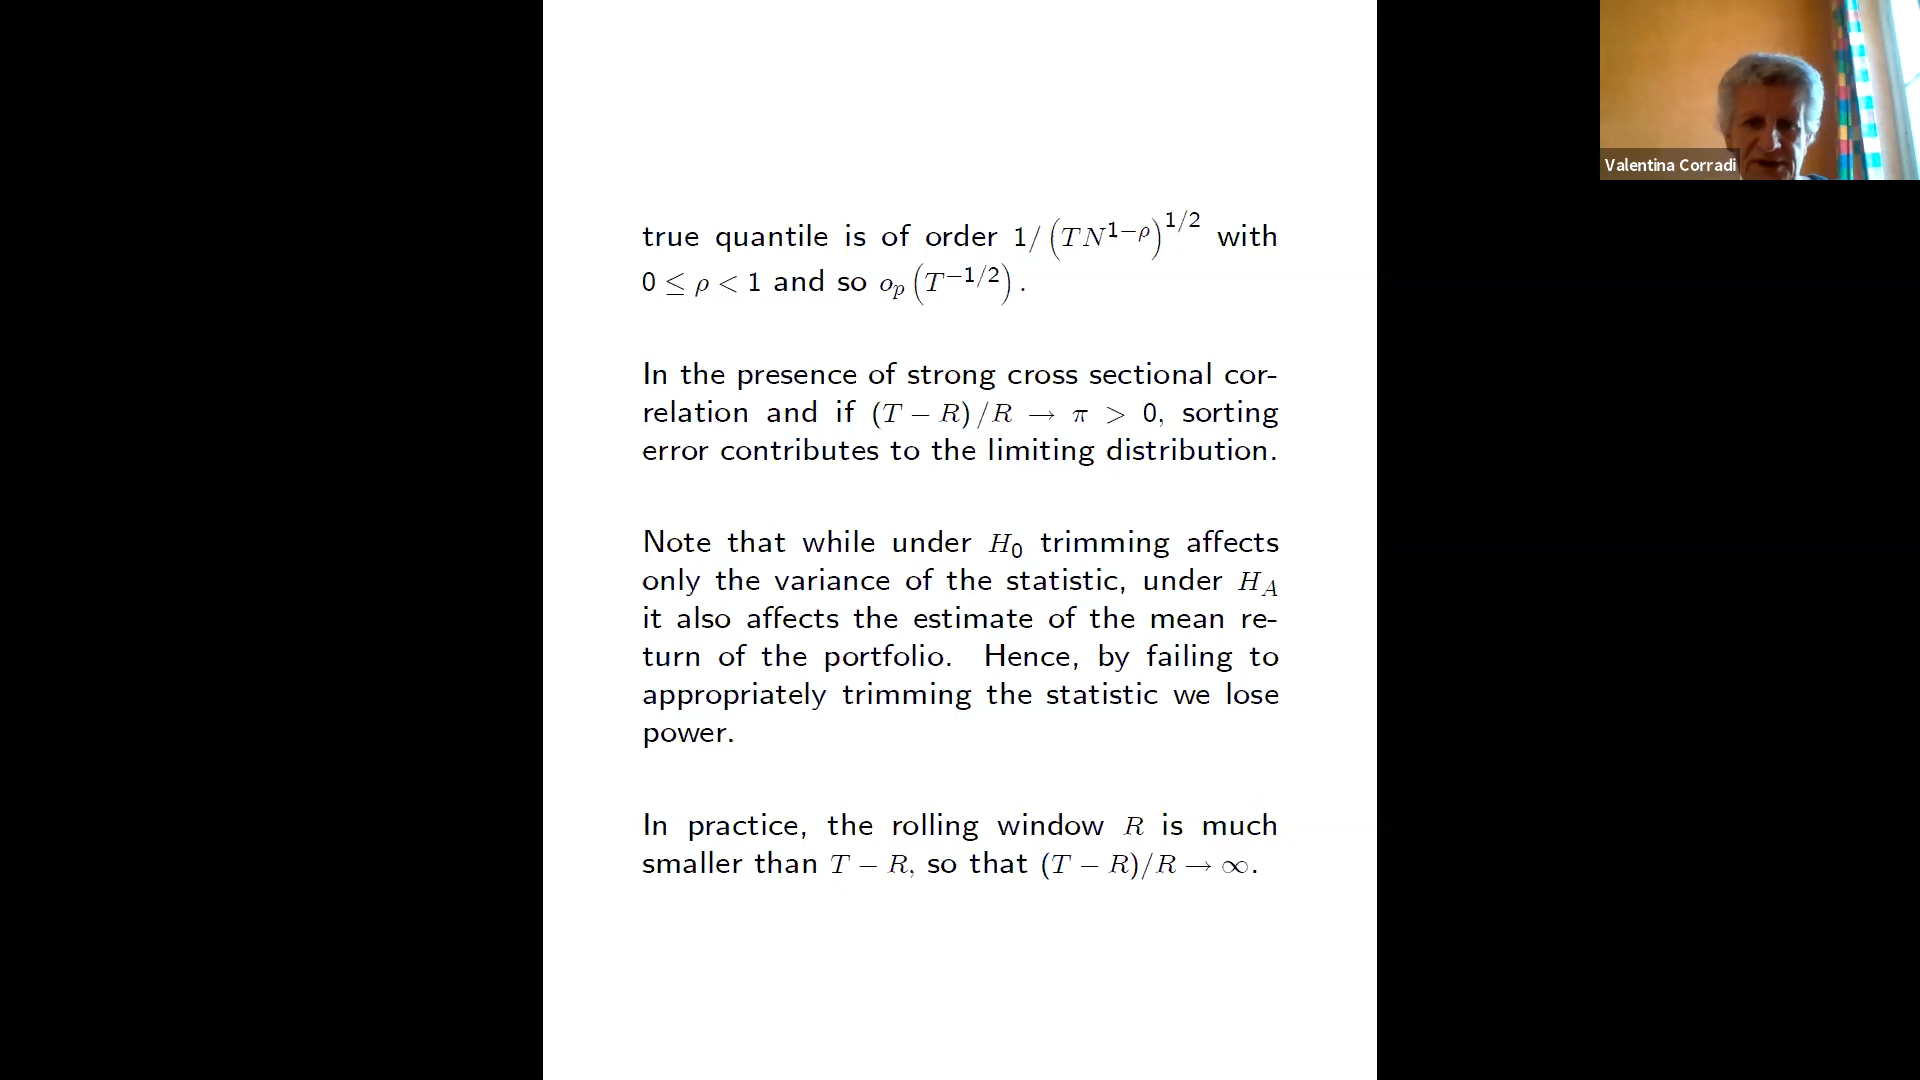 true quantile is of order 1/(TN^{1−ρ})^{1/2} with
0 ≤ ρ < 1 and so o_p(T^{−1/2}).
In the presence of strong cross sectional cor-
relation and if (T − R)/R → π > 0, sorting
error contributes to the limiting distribution.
Note that while under H_0 trimming affects
only the variance of the statistic, under H_A
it also affects the estimate of the mean re-
turn of the portfolio. Hence, by failing to
appropriately trimming the statistic we lose
power.
In practice, the rolling window R is much
smaller than T − R, so that (T − R)/R → ∞.
Valentina Corradi